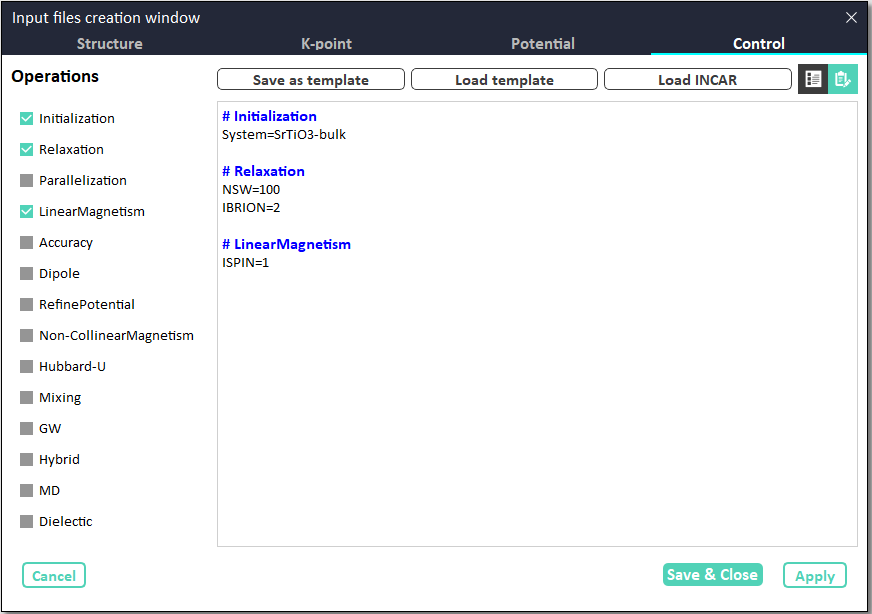 Input files creation window
Structure K-point Potential Control
Operations
Save as template Load template Load INCAR
Initialization
Relaxation
Parallelization
LinearMagnetism
Accuracy
Dipole
RefinePotential
Non-CollinearMagnetism
Hubbard-U
Mixing
GW
Hybrid
MD
Dielectic
# Initialization
System=SrTiO3-bulk
# Relaxation
NSW=100
IBRION=2
# LinearMagnetism
ISPIN=1
Cancel Save & Close Apply